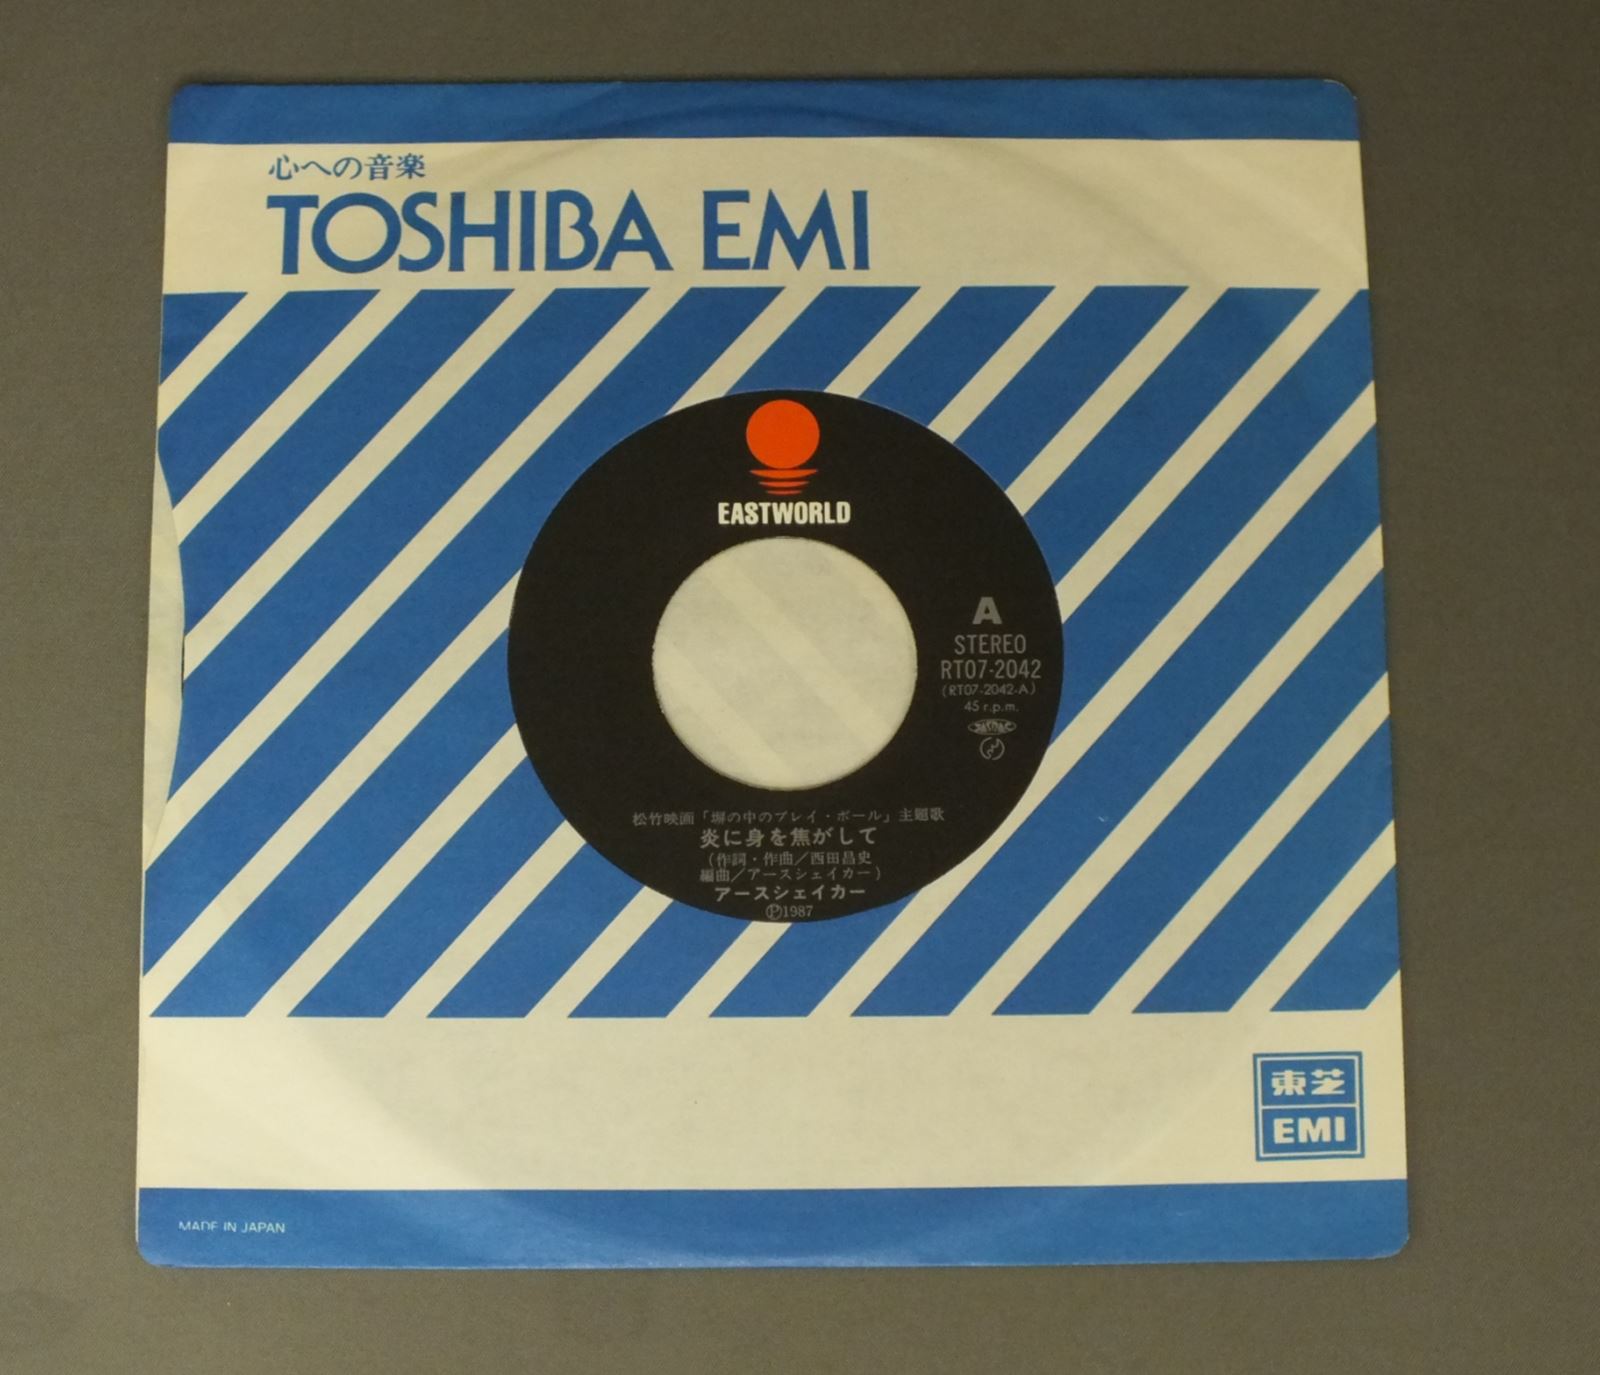 心への音楽
TOSHIBA EMI
EASTWORLD
A
STEREO
RT07-2042
(RT07-2042-A)
45 r.p.m.
松竹映画「塀の中のプレイ・ボール」主題歌
炎に身を焦がして
(作詞・作曲/西田昌史
編曲/アースシェイカー)
アースシェイカー
Ⓟ1987
東芝
EMI
MADE IN JAPAN